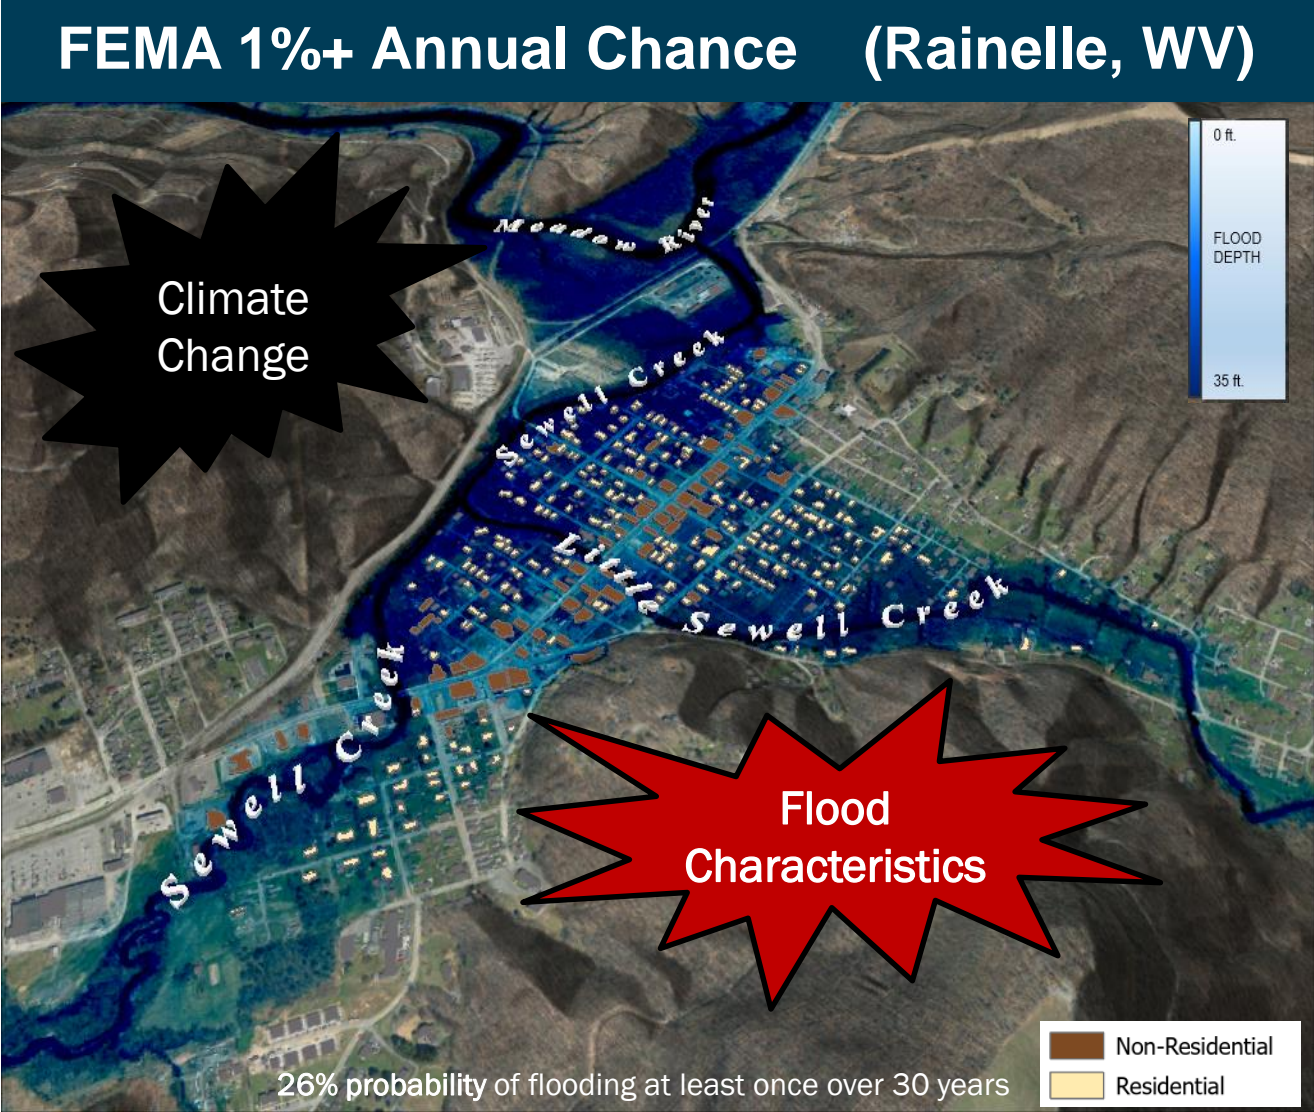 FEMA 1%+ Annual Chance (Rainelle, WV)
0 ft.
FLOOD
DEPTH
35 ft.
Climate
Change
Meadow River
Sewell Creek
Little Sewell Creek
Sewell Creek
Flood
Characteristics
Non-Residential
Residential
26% probability of flooding at least once over 30 years